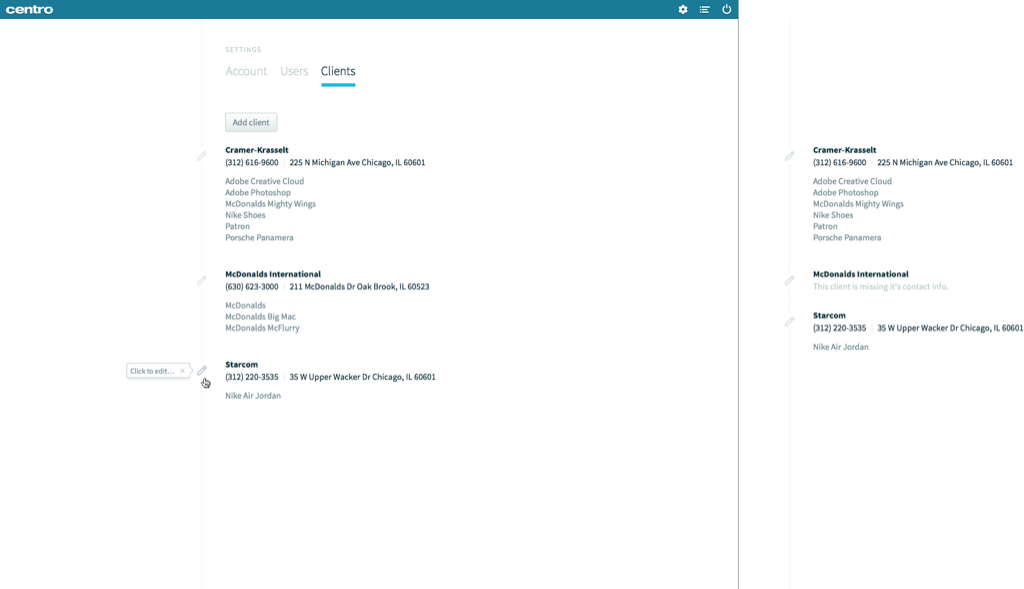 centro
SETTINGS
Account Users Clients
Add client
Cramer-Krasselt
(312) 616-9600 225 N Michigan Ave Chicago, IL 60601
Adobe Creative Cloud
Adobe Photoshop
McDonalds Mighty Wings
Nike Shoes
Patron
Porsche Panamera
McDonalds International
(630) 623-3000 211 McDonalds Dr Oak Brook, IL 60523
McDonalds
McDonalds Big Mac
McDonalds McFlurry
Click to edit... ×
Starcom
(312) 220-3535 35 W Upper Wacker Dr Chicago, IL 60601
Nike Air Jordan
Cramer-Krasselt
(312) 616-9600 225 N Michigan Ave Chicago, IL 60601
Adobe Creative Cloud
Adobe Photoshop
McDonalds Mighty Wings
Nike Shoes
Patron
Porsche Panamera
McDonalds International
This client is missing it's contact info.
Starcom
(312) 220-3535 35 W Upper Wacker Dr Chicago, IL 60601
Nike Air Jordan